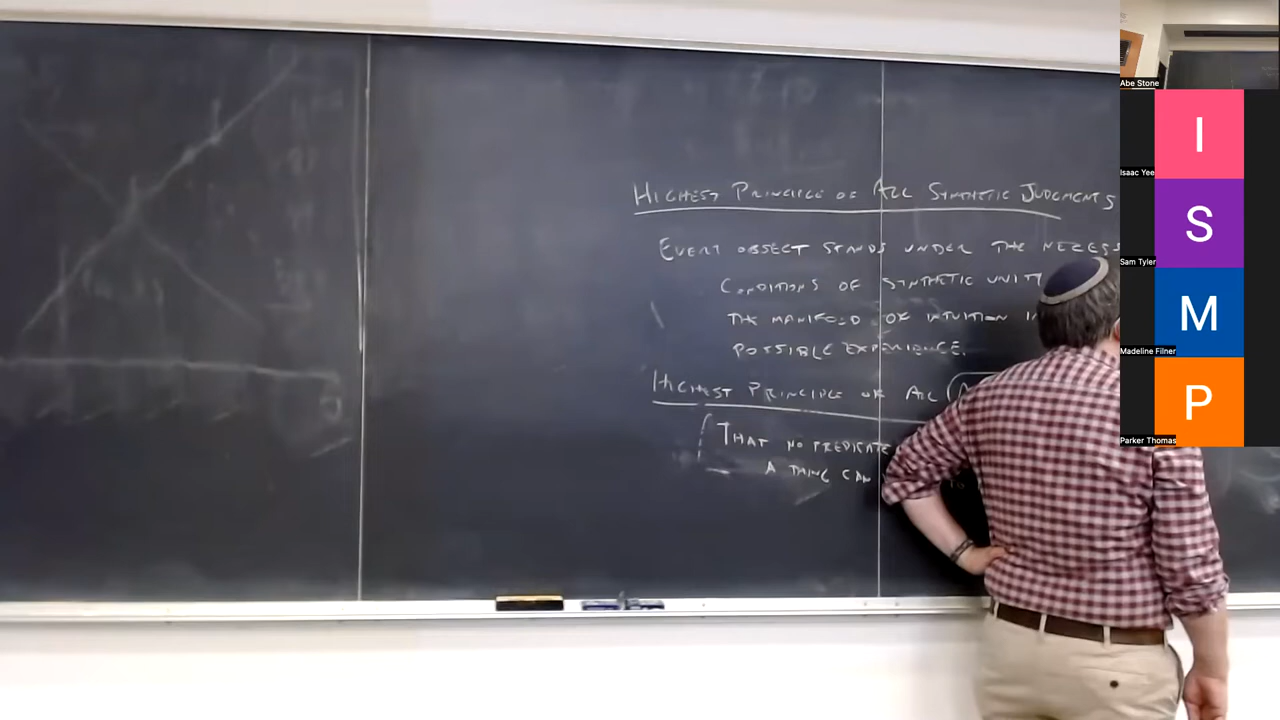 HIGHEST PRINCIPLE OF ALL SYNTHETIC JUDGMENTS
EVERY OBJECT STANDS UNDER THE NECESS
CONDITIONS OF SYNTHETIC UNIT
THE MANIFOLD OF INTUITION IN
POSSIBLE EXPERIENCE.
HIGHEST PRINCIPLE OF ALL
THAT NO PREDICATE
A THING CAN
Abe Stone
I
Isaac Yee
S
Sam Tyler
M
Madeline Filner
P
Parker Thomas